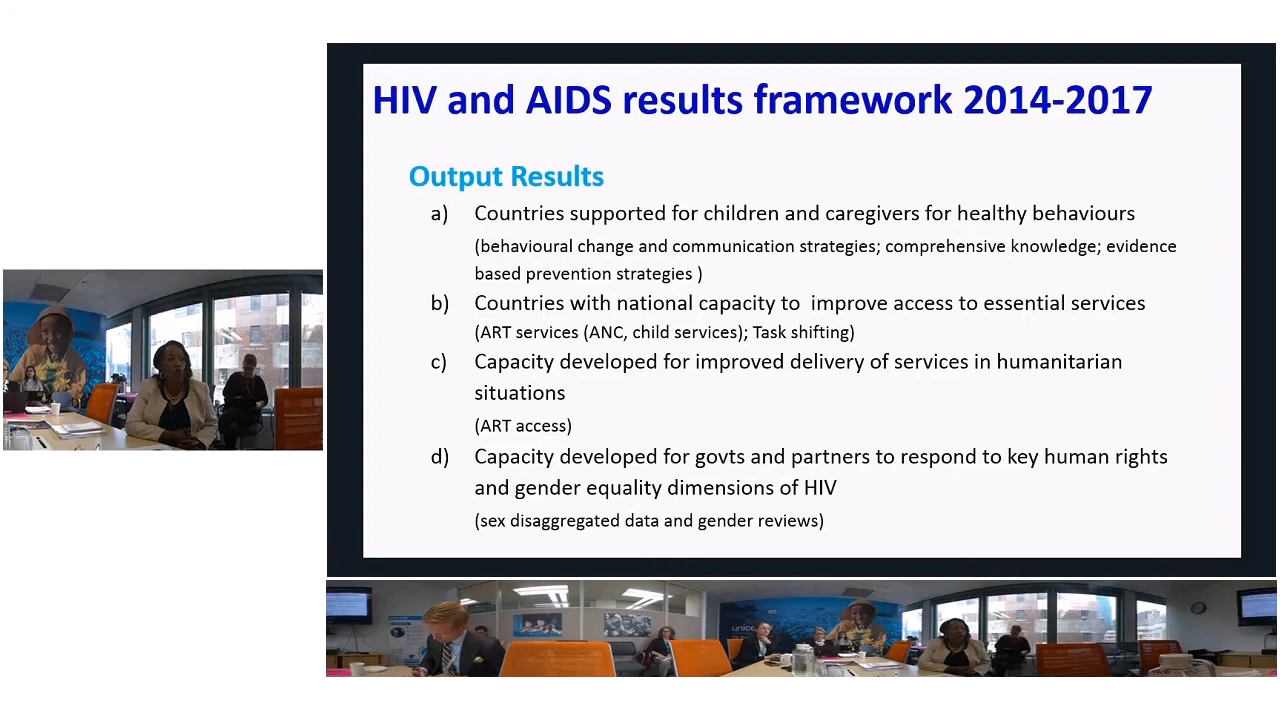 HIV and AIDS results framework 2014-2017
Output Results
a) Countries supported for children and caregivers for healthy behaviours
(behavioural change and communication strategies; comprehensive knowledge; evidence
based prevention strategies )
b) Countries with national capacity to improve access to essential services
(ART services (ANC, child services); Task shifting)
c) Capacity developed for improved delivery of services in humanitarian
situations
(ART access)
d) Capacity developed for govts and partners to respond to key human rights
and gender equality dimensions of HIV
(sex disaggregated data and gender reviews)
unice